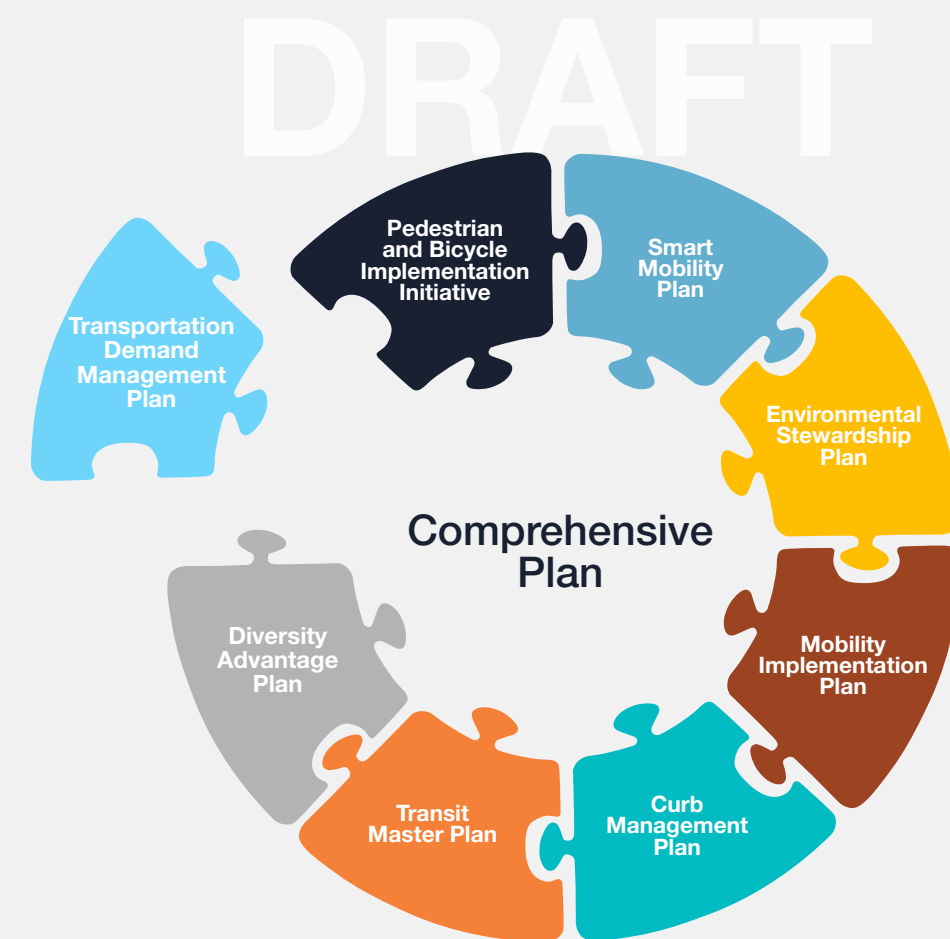 DRAFT
Pedestrian
and Bicycle
Implementation
Initiative
Smart
Mobility
Plan
Transportation
Demand
Management
Plan
Environmental
Stewardship
Plan
Comprehensive
Plan
Diversity
Advantage
Plan
Mobility
Implementation
Plan
Transit
Master Plan
Curb
Management
Plan